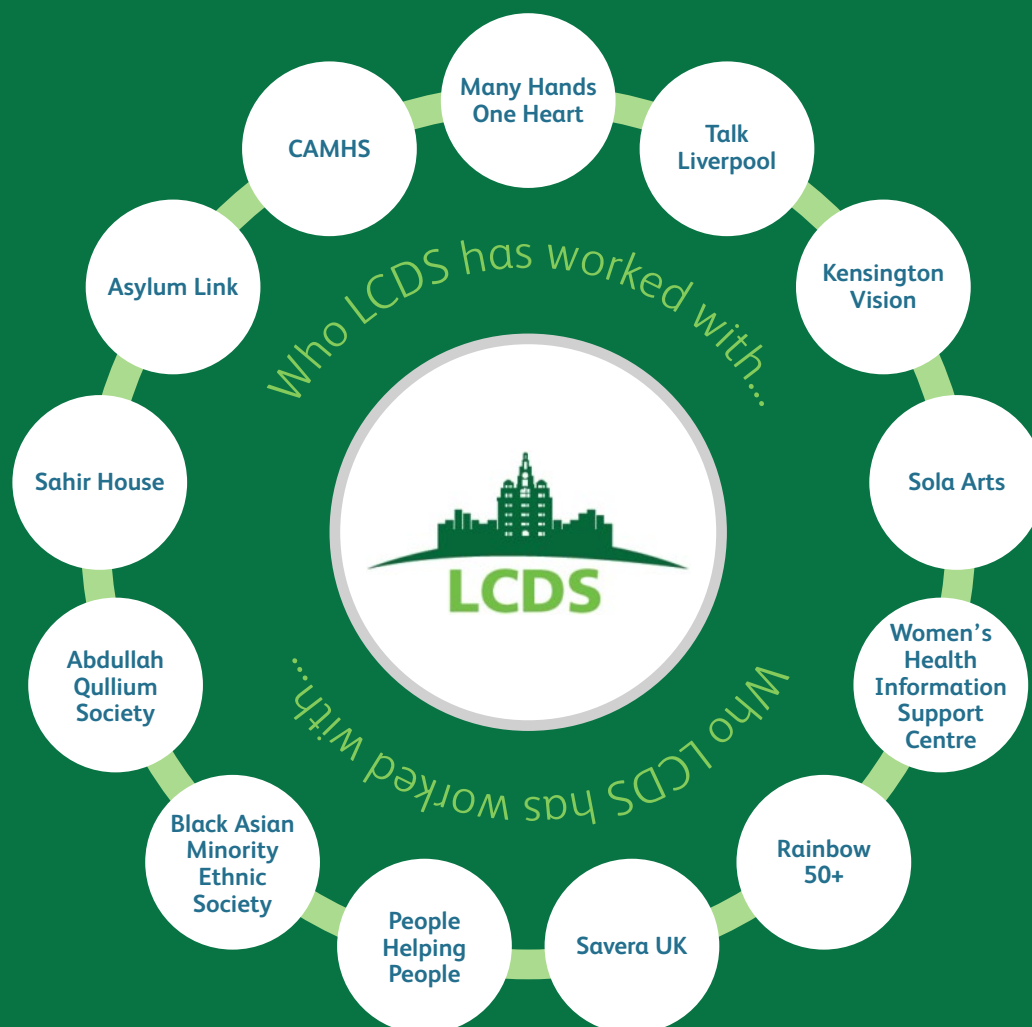 Many Hands
One Heart
Talk
Liverpool
Kensington
Vision
Sola Arts
Women’s
Health
Information
Support
Centre
Rainbow
50+
Savera UK
People
Helping
People
Black Asian
Minority
Ethnic
Society
Abdullah
Qullium
Society
Sahir House
Asylum Link
CAMHS
Who LCDS has worked with...
LCDS
Who LCDS has worked with...